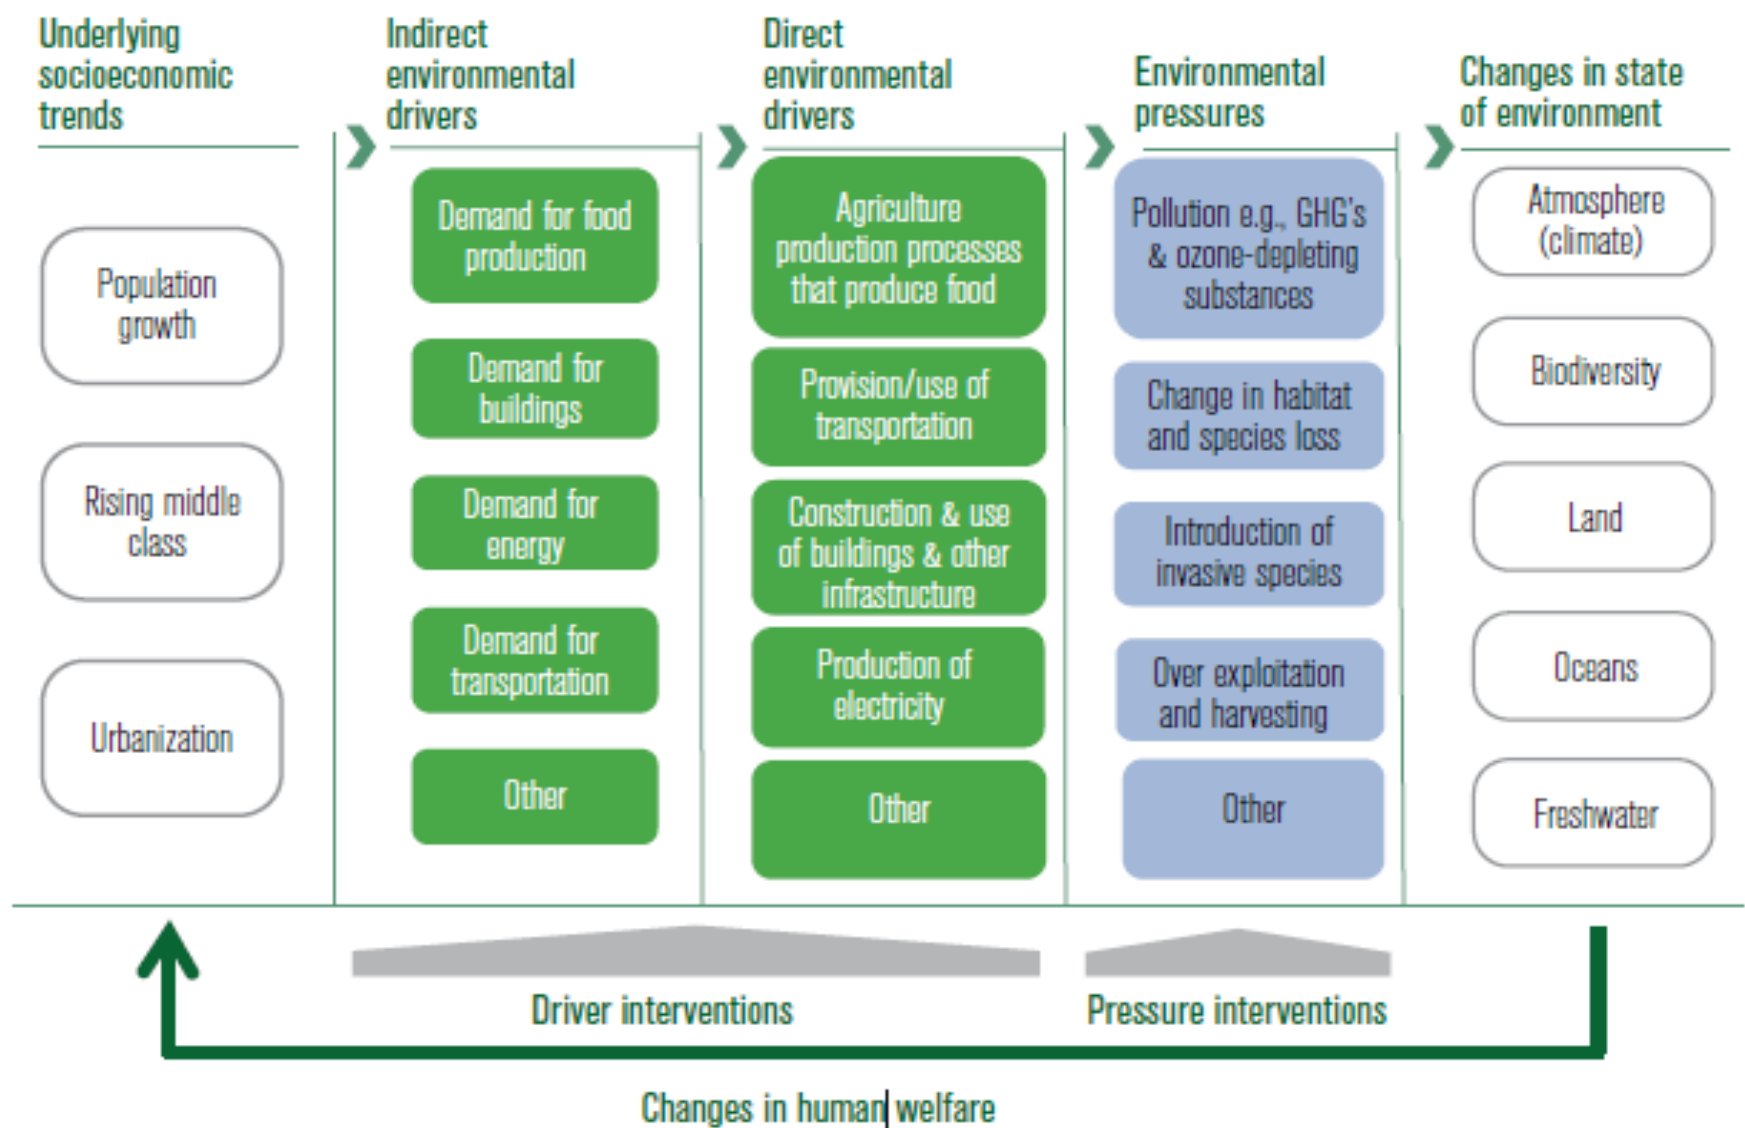 Underlying
socioeconomic
trends
Indirect
environmental
drivers
Direct
environmental
drivers
Environmental
pressures
Changes in state
of environment
Population
growth
Rising middle
class
Urbanization
Demand for food
production
Demand for
buildings
Demand for
energy
Demand for
transportation
Other
Agriculture
production processes
that produce food
Provision/use of
transportation
Construction & use
of buildings & other
infrastructure
Production of
electricity
Other
Pollution e.g., GHG's
& ozone-depleting
substances
Change in habitat
and species loss
Introduction of
invasive species
Over exploitation
and harvesting
Other
Atmosphere
(climate)
Biodiversity
Land
Oceans
Freshwater
Driver interventions
Pressure interventions
Changes in human welfare